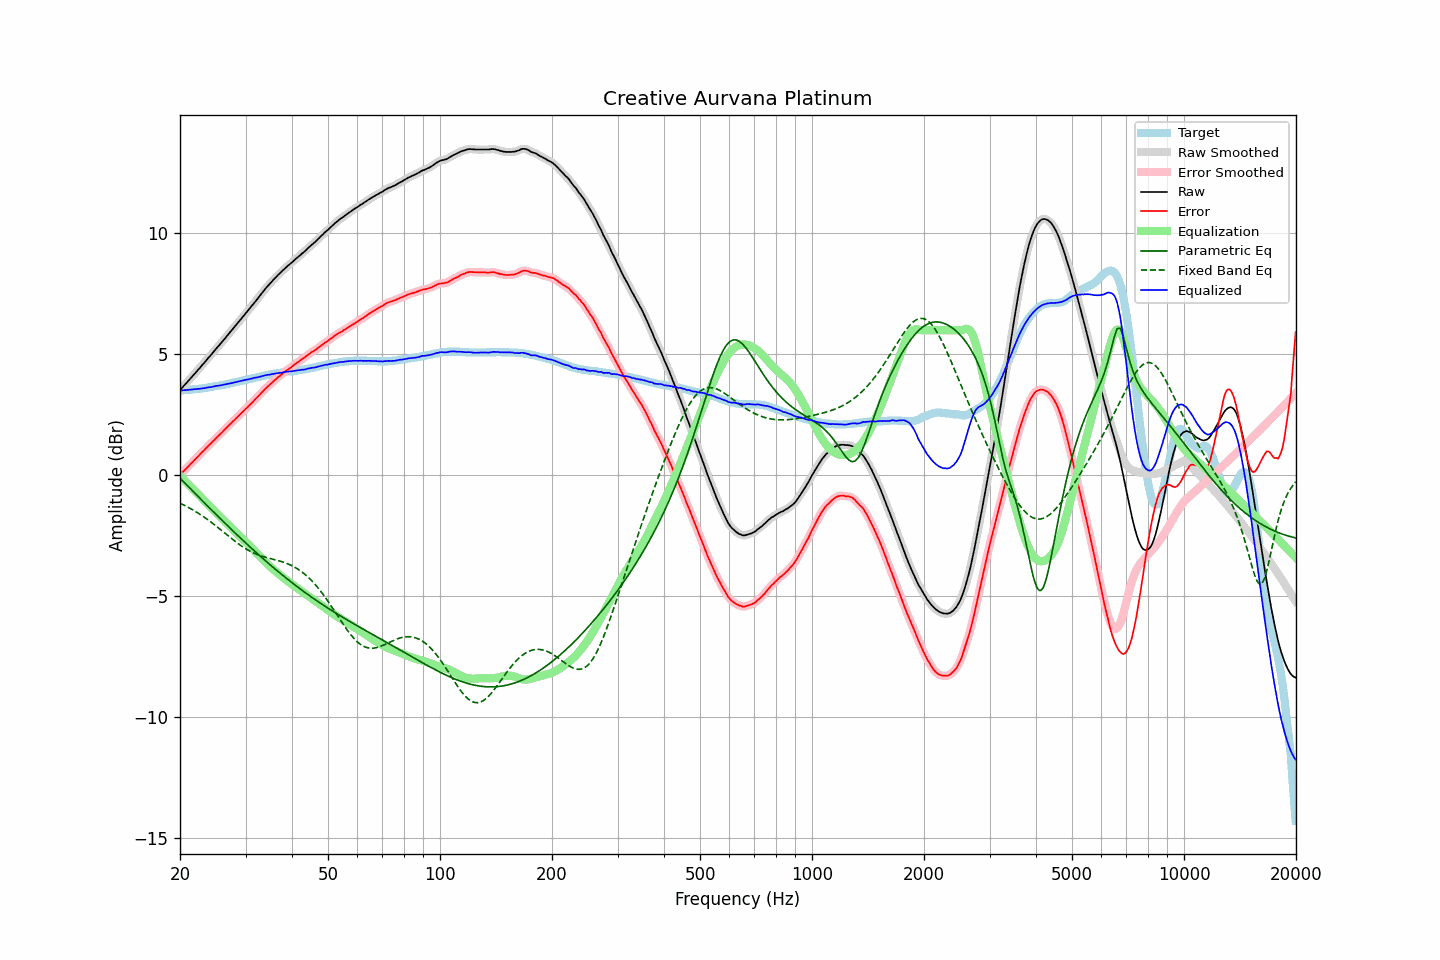 Creative Aurvana Platinum
Target
Raw Smoothed
Error Smoothed
Raw
Error
Equalization
Parametric Eq
Fixed Band Eq
Equalized
Amplitude (dBr)
10
5
0
−5
−10
−15
20
50
100
200
500
1000
2000
5000
10000
20000
Frequency (Hz)